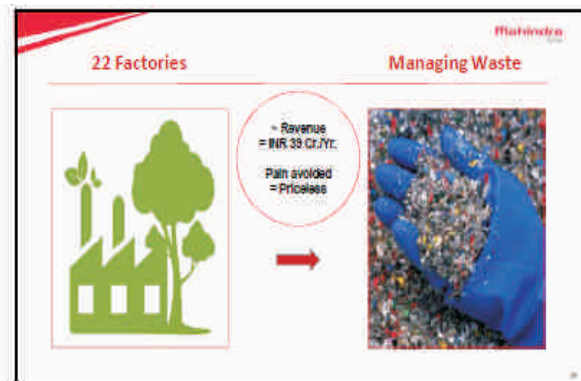 Mahindra
22 Factories
Managing Waste
~ Revenue
= INR 39 Cr./Yr.
Pain avoided
= Priceless